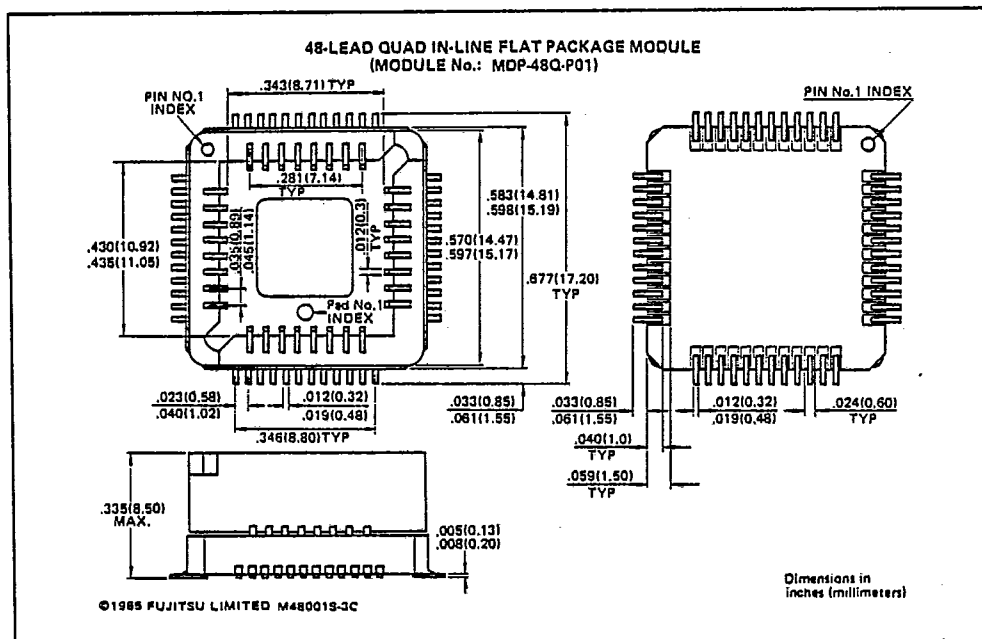 48-LEAD QUAD IN-LINE FLAT PACKAGE MODULE
(MODULE No.: MDP-48Q-P01)
.343(8.71) TYP
PIN NO.1
INDEX
PIN No.1 INDEX
.281(7.14)
TYP
.583(14.81)
.598(15.19)
.430(10.92)
.435(11.05)
.035(0.89)
.045(1.14)
.012(0.3)
TYP
.570(14.47)
.597(15.17)
.677(17.20)
TYP
Pad No.1
INDEX
.023(0.58)
.040(1.02)
.012(0.32)
.019(0.48)
.033(0.85)
.061(1.55)
.033(0.85)
.061(1.55)
.012(0.32)
.019(0.48)
.024(0.60)
TYP
.346(8.80) TYP
.040(1.0)
TYP
.059(1.50)
TYP
.335(8.50)
MAX.
.005(0.13)
.008(0.20)
Dimensions in
inches (millimeters)
©1985 FUJITSU LIMITED M48001S-3C